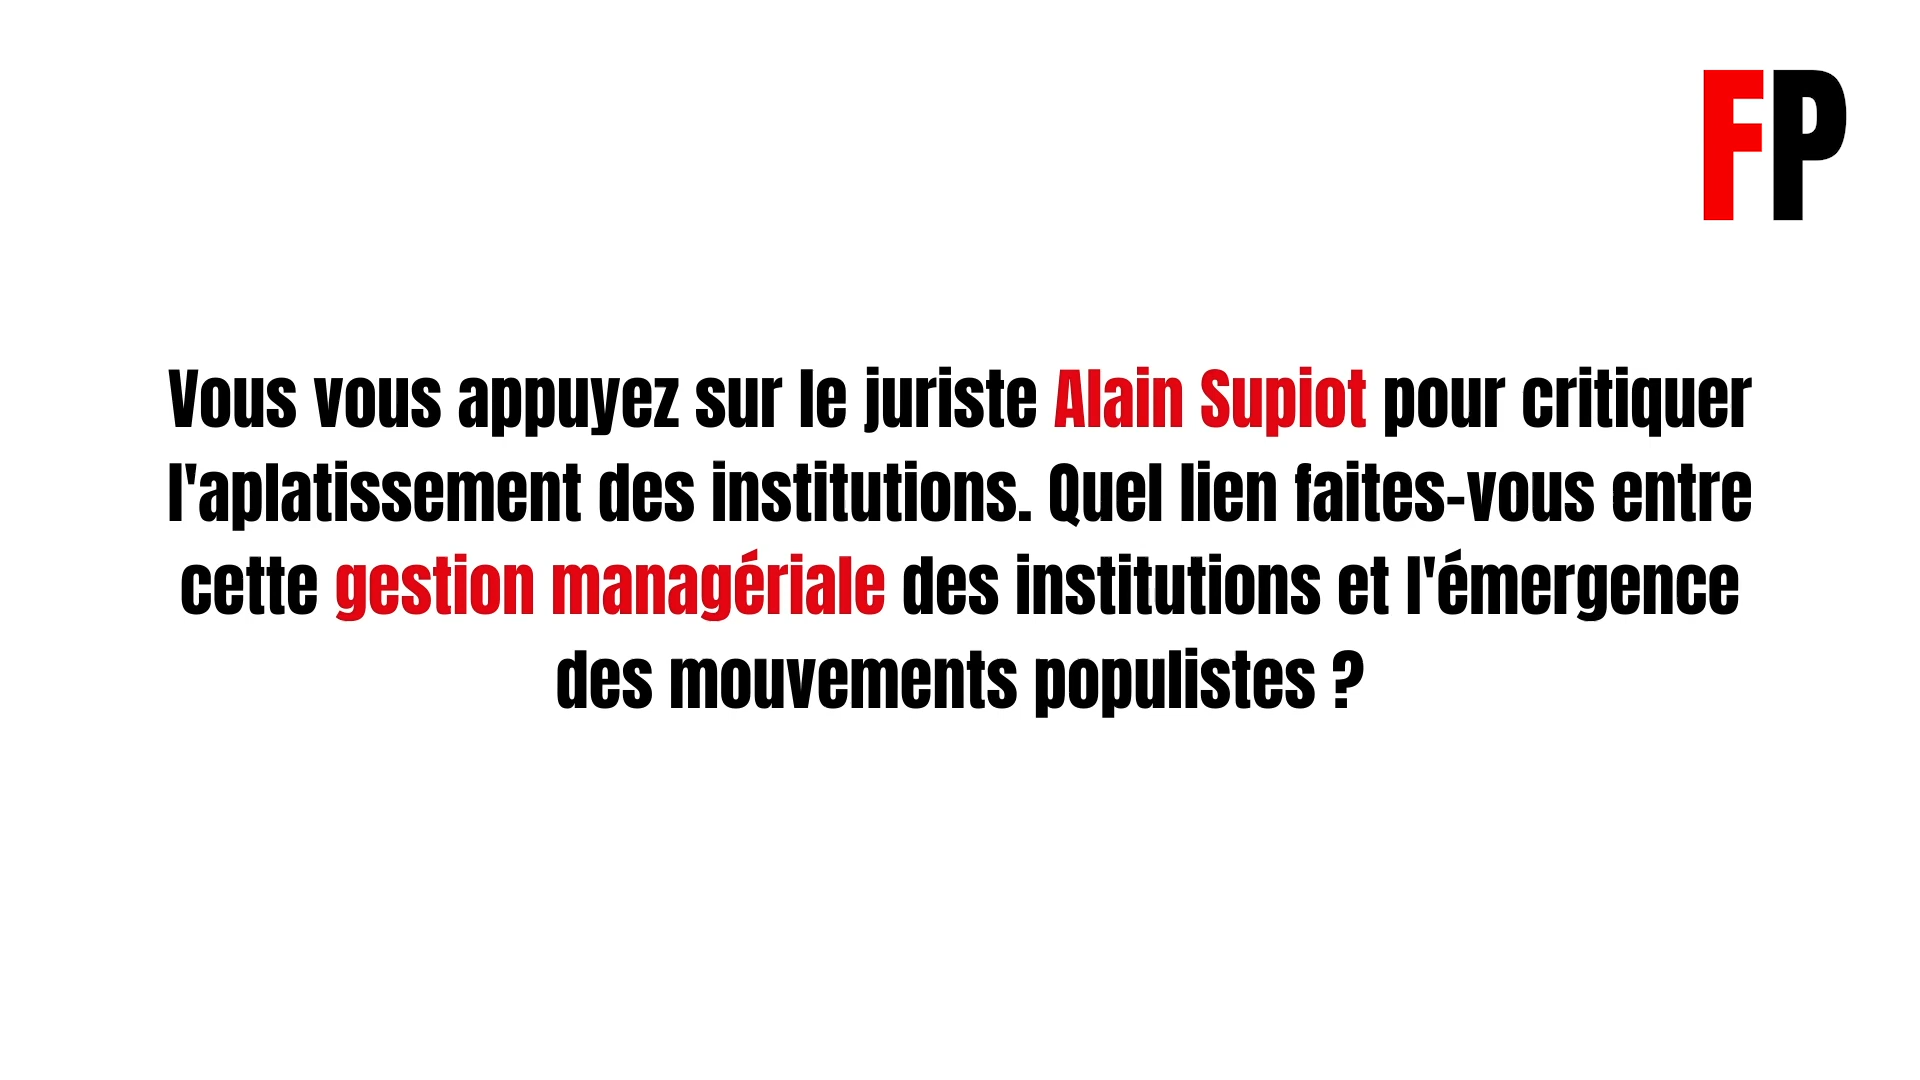 FP
Vous vous appuyez sur le juriste Alain Supiot pour critiquer
l'aplatissement des institutions. Quel lien faites-vous entre
cette gestion managériale des institutions et l'émergence
des mouvements populistes ?